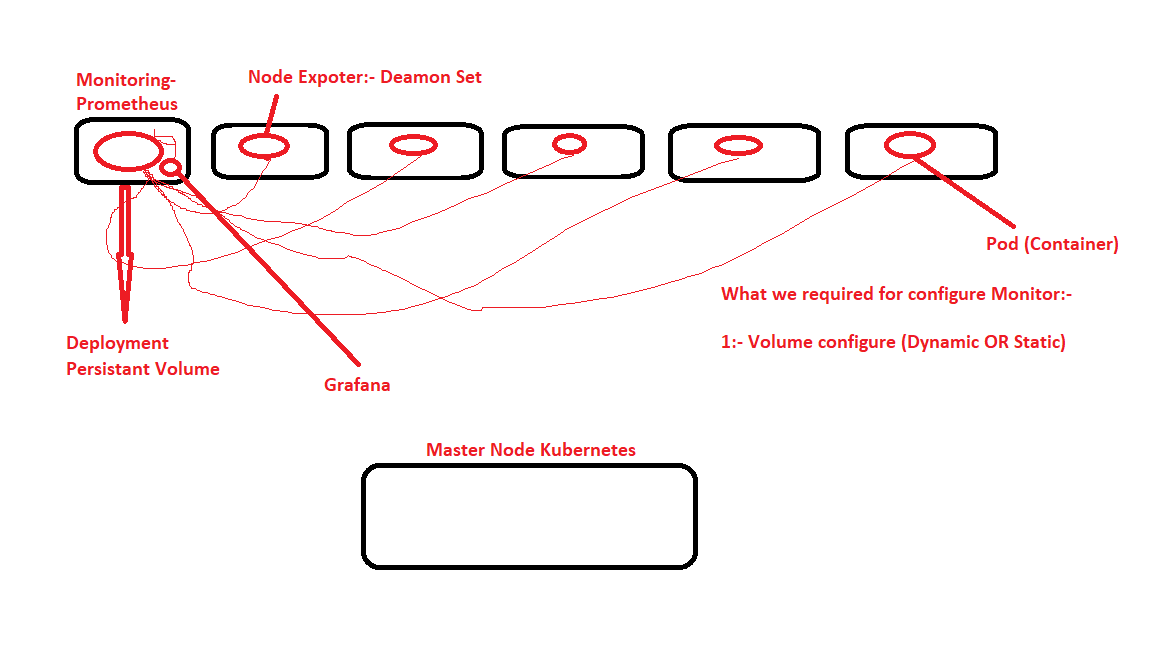 Monitoring-
Prometheus
Node Expoter:- Deamon Set
Pod (Container)
What we required for configure Monitor:-
1:- Volume configure (Dynamic OR Static)
Deployment
Persistant Volume
Grafana
Master Node Kubernetes